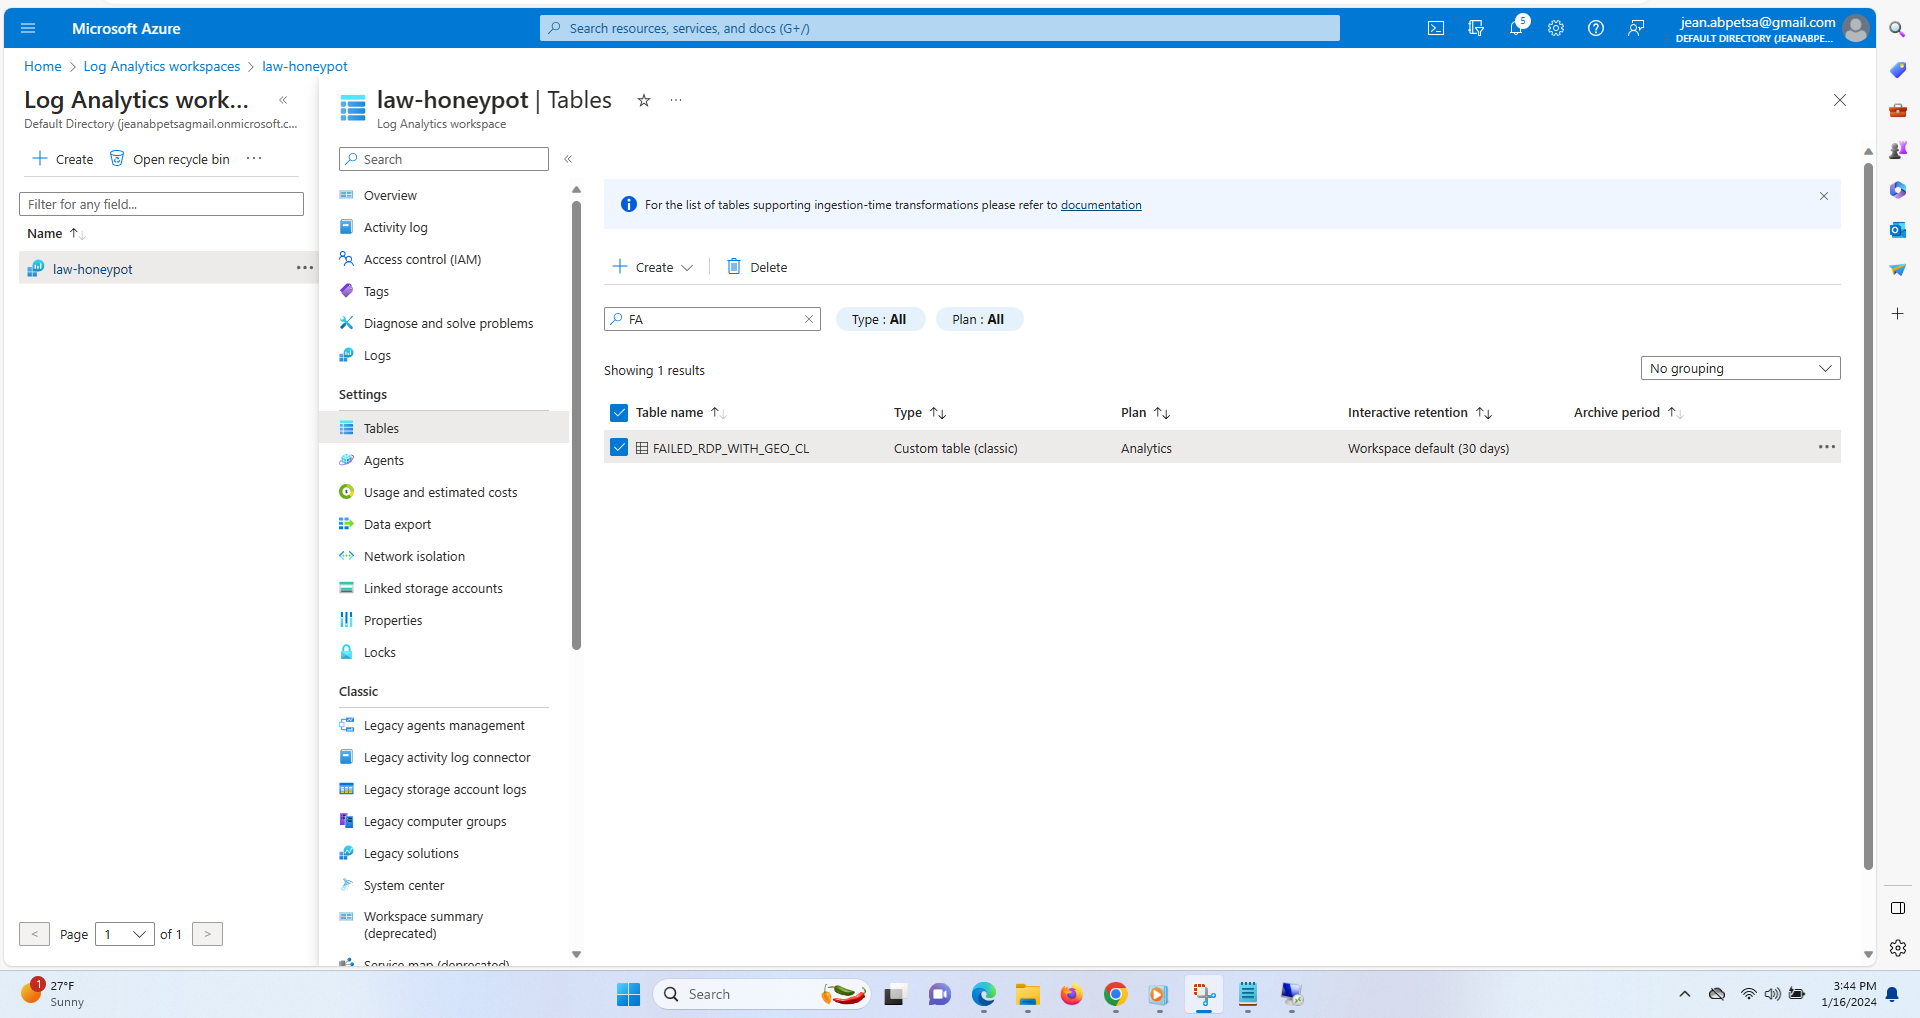 Microsoft Azure
Search resources, services, and docs (G+/)
5
jean.abpetsa@gmail.com
DEFAULT DIRECTORY (JEANABPE...
Home > Log Analytics workspaces > law-honeypot
Log Analytics work...
Default Directory (jeanabpetsagmail.onmicrosoft.c...
Create
Open recycle bin
Filter for any field...
Name
law-honeypot
law-honeypot | Tables
Log Analytics workspace
Search
Overview
Activity log
Access control (IAM)
Tags
Diagnose and solve problems
Logs
Settings
Tables
Agents
Usage and estimated costs
Data export
Network isolation
Linked storage accounts
Properties
Locks
Classic
Legacy agents management
Legacy activity log connector
Legacy storage account logs
Legacy computer groups
Legacy solutions
System center
Workspace summary
(deprecated)
Service map (deprecated)
For the list of tables supporting ingestion-time transformations please refer to documentation
Create
Delete
FA
Type : All
Plan : All
Showing 1 results
No grouping
Table name Type Plan Interactive retention Archive period
FAILED_RDP_WITH_GEO_CL Custom table (classic) Analytics Workspace default (30 days)
< Page 1 of 1 >
1
27°F
Sunny
Search
3:44 PM
1/16/2024